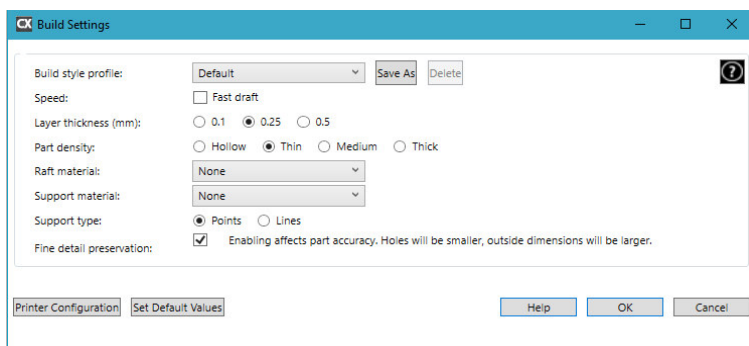 CX Build Settings
Build style profile: Default Save As Delete ?
Speed: Fast draft
Layer thickness (mm): 0.1 0.25 0.5
Part density: Hollow Thin Medium Thick
Raft material: None
Support material: None
Support type: Points Lines
Fine detail preservation: Enabling affects part accuracy. Holes will be smaller, outside dimensions will be larger.
Printer Configuration Set Default Values Help OK Cancel